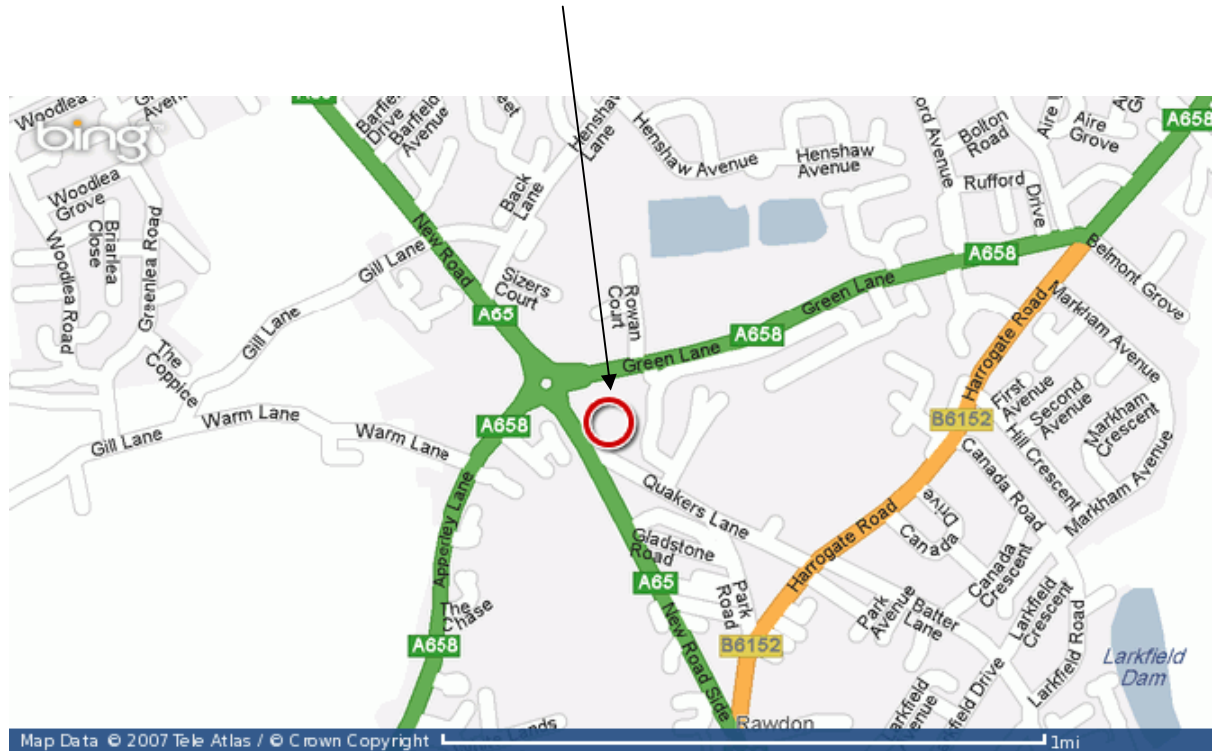 Woodlea
bing
Woodlea
Grove
Briarlea
Close
Woodlea Road
Greenlea Road
The
Coppice
Gill Lane
Gill Lane
Gill Lane
Warm Lane
Warm Lane
Barfield
Avenue
Drive
Back
Lane
Henshaw
Lane
Henshaw Avenue
Henshaw
Avenue
New Road
A65
Sizers
Court
Rowan
Court
Green Lane
A658
Green Lane
A658
A658
Bolton
Road
Rufford
Drive
Aire
Grove
Belmont Grove
Markham Avenue
Harrogate Road
First
Avenue
Second
Avenue
Markham
Crescent
B6152
Hill Crescent
Canada Road
Markham Avenue
A658
Apperley Lane
Quakers Lane
Gladstone
Road
A65
Park
Road
Harrogate Road
Canada
Drive
Canada
Crescent
The
Chase
A658
New Road Side
B6152
Park
Avenue
Batter
Lane
Larkfield
Crescent
Larkfield Road
Larkfield
Dam
Larkfield
Avenue
Drive
Rawdon
Map Data © 2007 Tele Atlas / © Crown Copyright
1mi